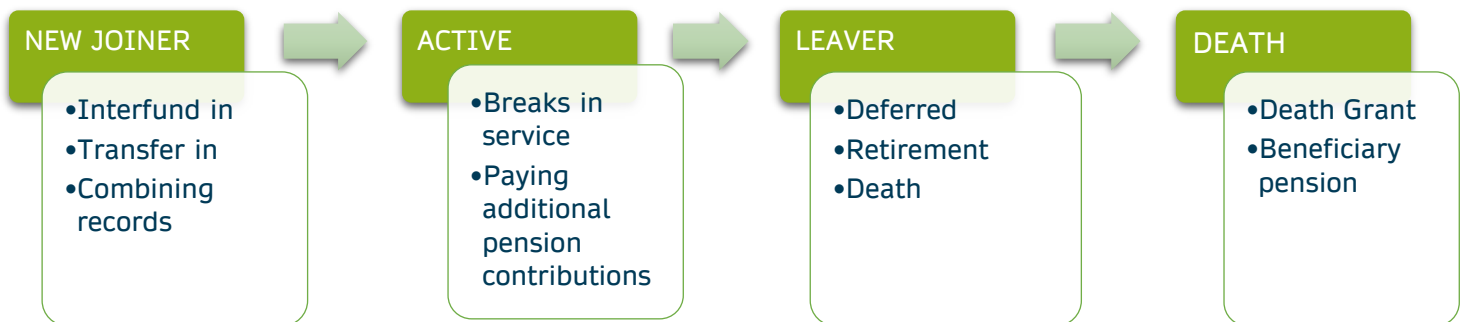 NEW JOINER
•Interfund in
•Transfer in
•Combining
records
ACTIVE
•Breaks in
service
•Paying
additional
pension
contributions
LEAVER
•Deferred
•Retirement
•Death
DEATH
•Death Grant
•Beneficiary
pension